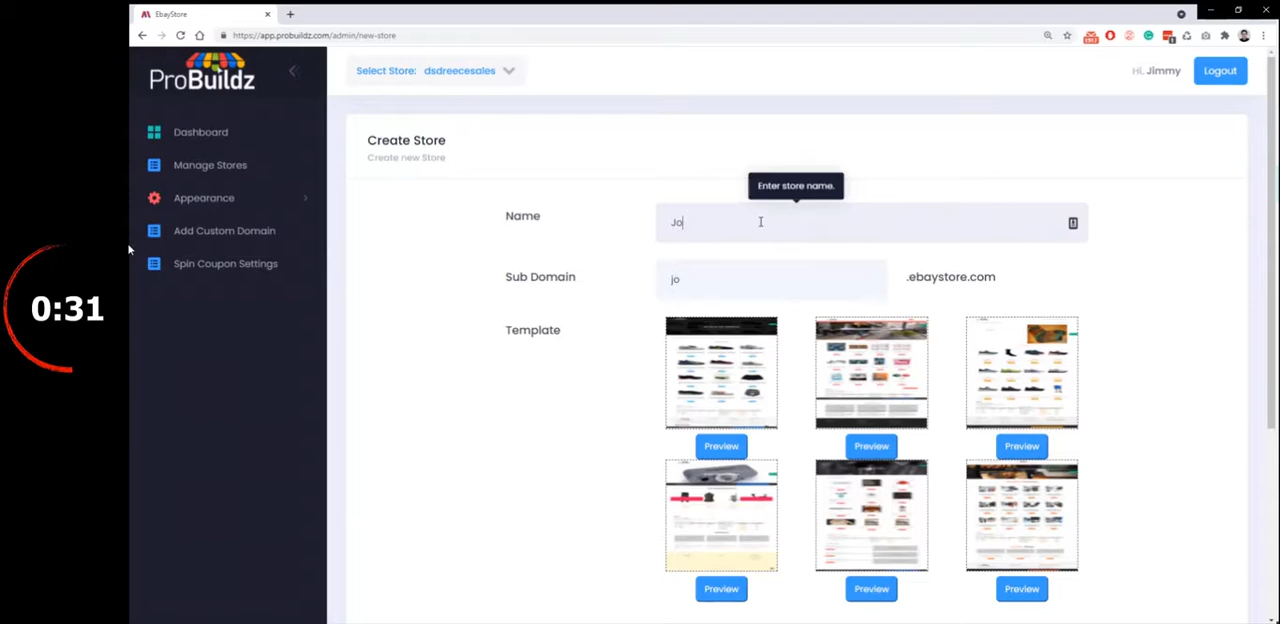 EbayStore
https://app.probuildz.com/admin/new-store
ProBuildz
Select Store: dsdreecesales
Hi, Jimmy
Logout
Dashboard
Manage Stores
Appearance
Add Custom Domain
Spin Coupon Settings
0:31
Create Store
Create new Store
Enter store name.
Name
Jo
Sub Domain
jo
.ebaystore.com
Template
Preview
Preview
Preview
Preview
Preview
Preview